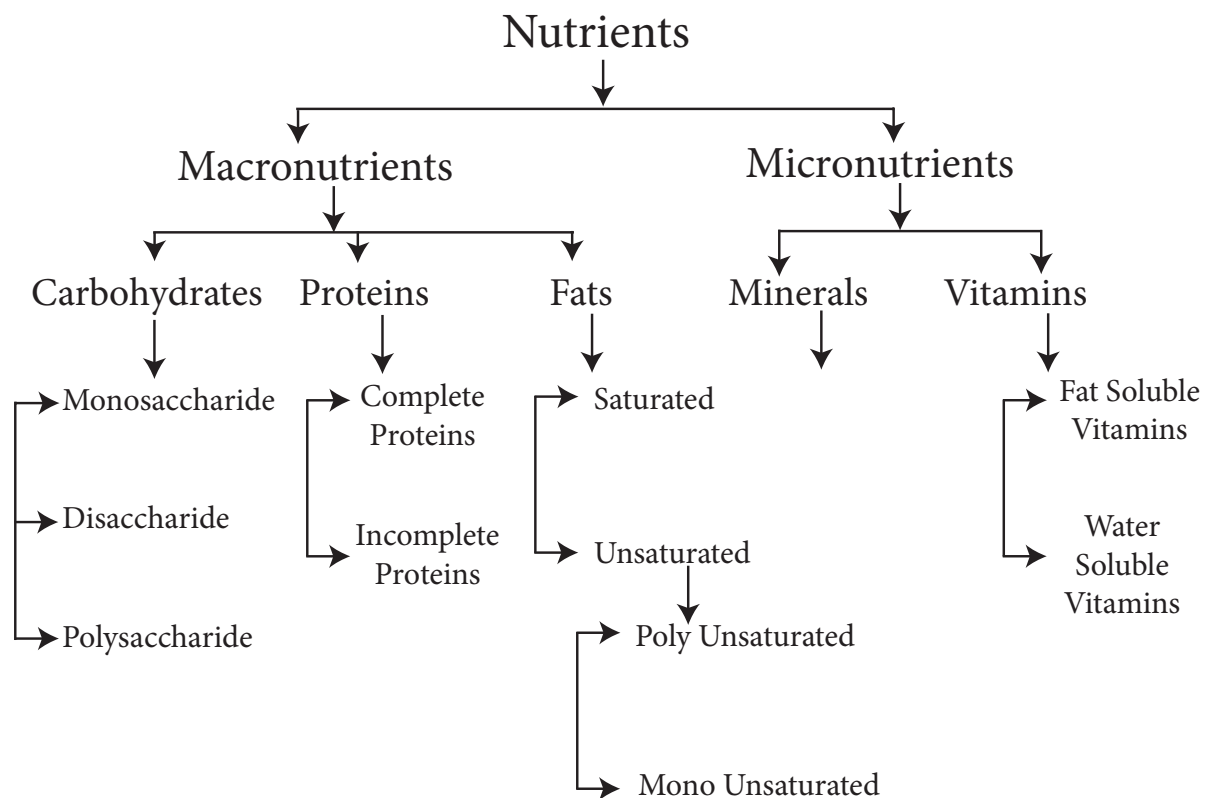 Nutrients
Macronutrients
Micronutrients
Carbohydrates
Proteins
Fats
Minerals
Vitamins
Monosaccharide
Disaccharide
Polysaccharide
Complete
Proteins
Incomplete
Proteins
Saturated
Unsaturated
Poly Unsaturated
Mono Unsaturated
Fat Soluble
Vitamins
Water
Soluble
Vitamins